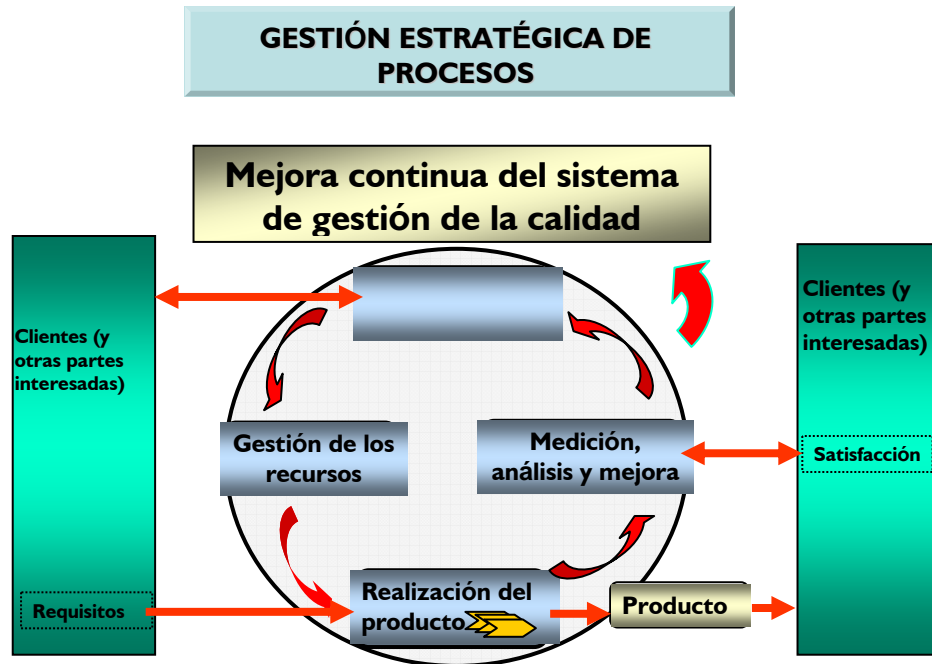 GESTIÓN ESTRATÉGICA DE
PROCESOS
Mejora continua del sistema
de gestión de la calidad
Clientes (y
otras partes
interesadas)
Clientes (y
otras partes
interesadas)
Gestión de los
recursos
Medición,
análisis y mejora
Satisfacción
Requisitos
Realización del
producto
Producto